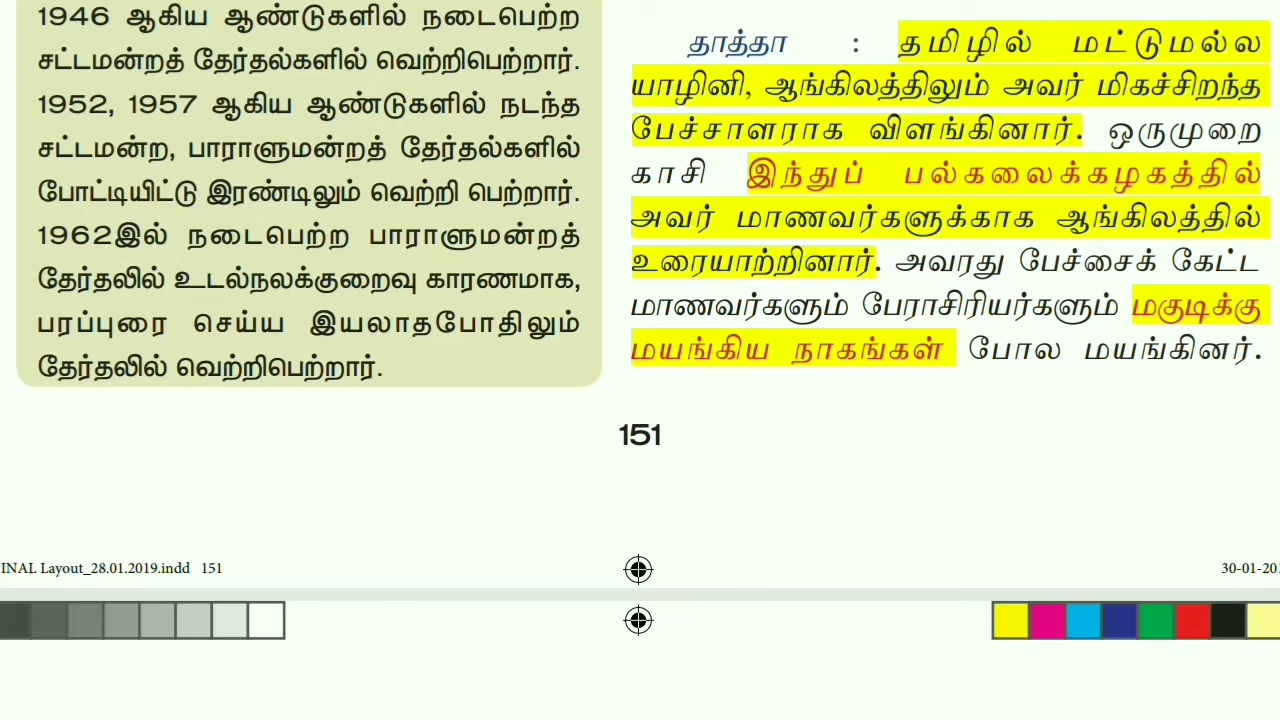 1946 ஆகிய ஆண்டுகளில் நடைபெற்ற
சட்டமன்றத் தேர்தல்களில் வெற்றிபெற்றார்.
1952, 1957 ஆகிய ஆண்டுகளில் நடந்த
சட்டமன்ற, பாராளுமன்றத் தேர்தல்களில்
போட்டியிட்டு இரண்டிலும் வெற்றி பெற்றார்.
1962இல் நடைபெற்ற பாராளுமன்றத்
தேர்தலில் உடல்நலக்குறைவு காரணமாக,
பரப்புரை செய்ய இயலாதபோதிலும்
தேர்தலில் வெற்றிபெற்றார்.
தாத்தா : தமிழில் மட்டுமல்ல
யாழினி, ஆங்கிலத்திலும் அவர் மிகச்சிறந்த
பேச்சாளராக விளங்கினார். ஒருமுறை
காசி இந்துப் பல்கலைக்கழகத்தில்
அவர் மாணவர்களுக்காக ஆங்கிலத்தில்
உரையாற்றினார். அவரது பேச்சைக் கேட்ட
மாணவர்களும் பேராசிரியர்களும் மகுடிக்கு
மயங்கிய நாகங்கள் போல மயங்கினர்.
151
INAL Layout_28.01.2019.indd 151
30-01-201